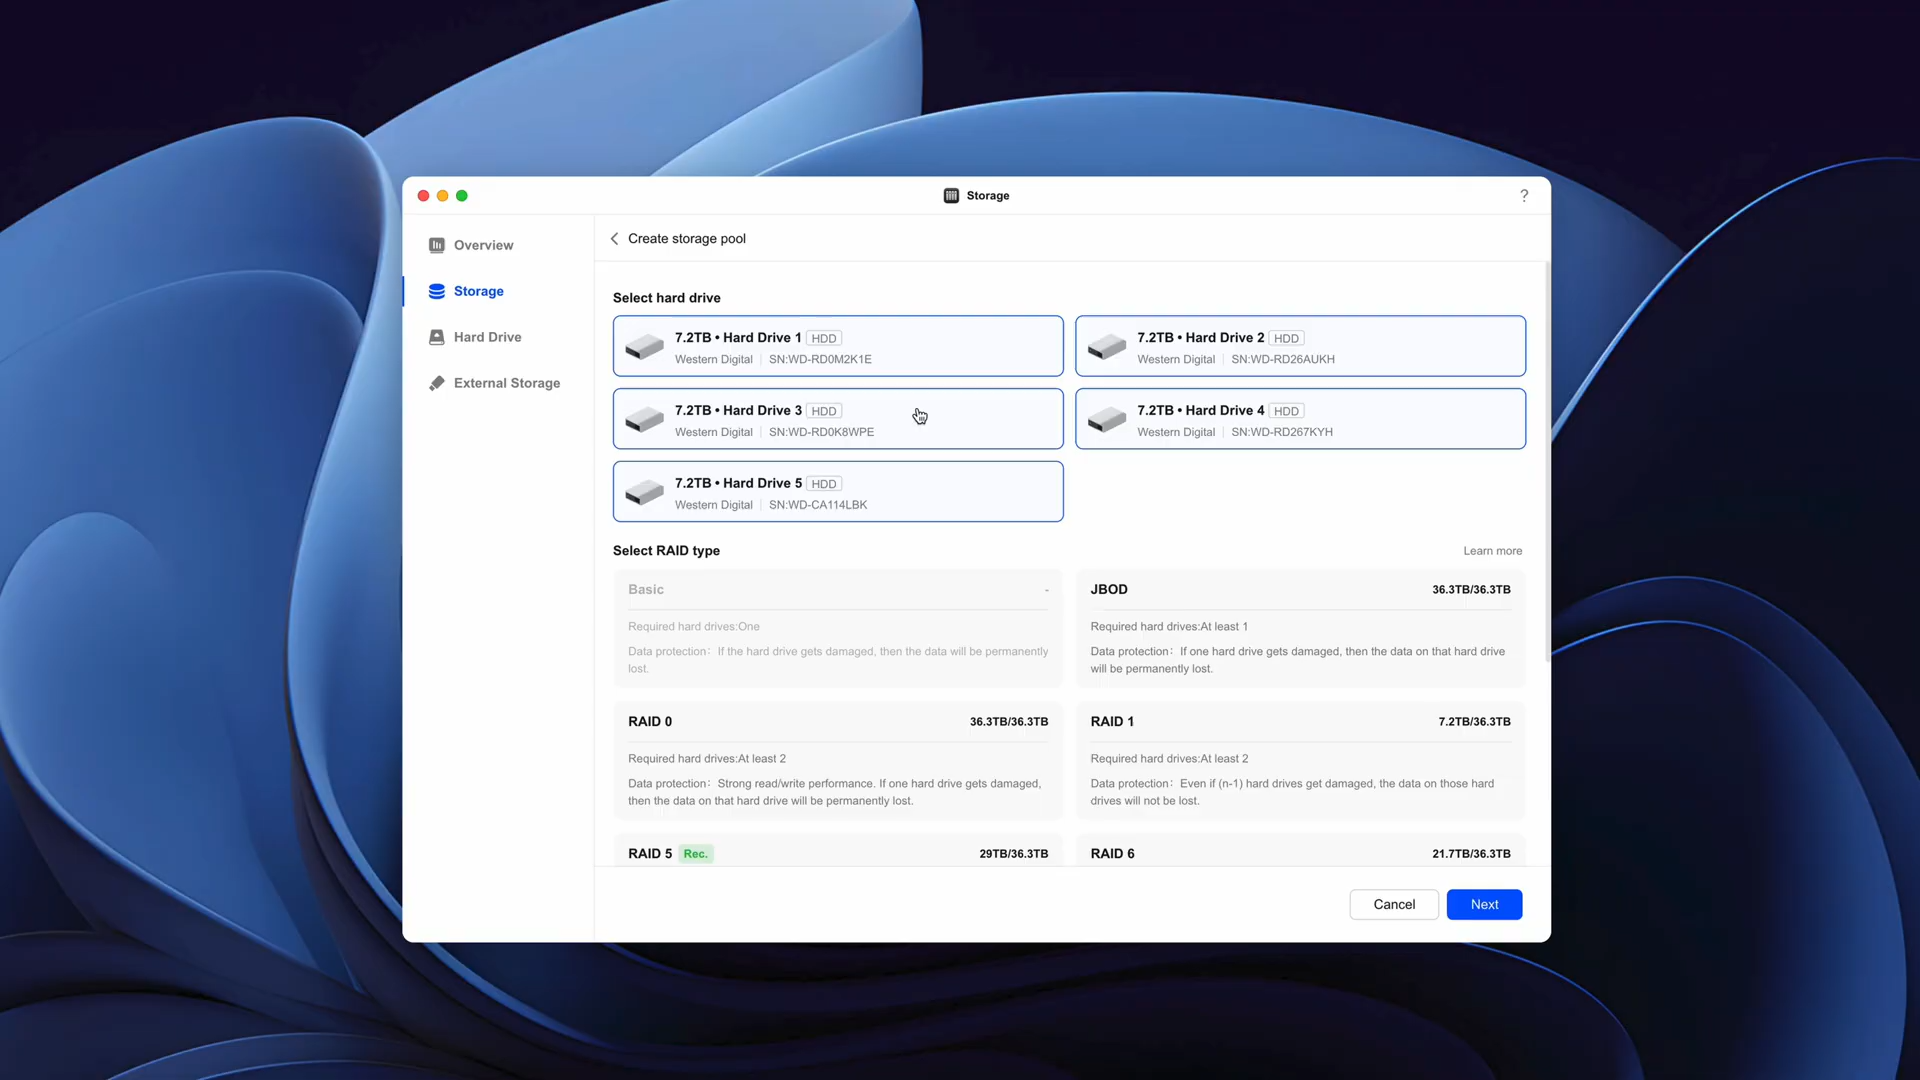 Storage
?
Overview
Storage
Hard Drive
External Storage
Create storage pool
Select hard drive
7.2TB • Hard Drive 1 HDD
Western Digital | SN:WD-RD0M2K1E
7.2TB • Hard Drive 2 HDD
Western Digital | SN:WD-RD26AUKH
7.2TB • Hard Drive 3 HDD
Western Digital | SN:WD-RD0K8WPE
7.2TB • Hard Drive 4 HDD
Western Digital | SN:WD-RD267KYH
7.2TB • Hard Drive 5 HDD
Western Digital | SN:WD-CA114LBK
Select RAID type
Learn more
Basic -
Required hard drives:One
Data protection： If the hard drive gets damaged, then the data will be permanently
lost.
JBOD 36.3TB/36.3TB
Required hard drives:At least 1
Data protection： If one hard drive gets damaged, then the data on that hard drive
will be permanently lost.
RAID 0 36.3TB/36.3TB
Required hard drives:At least 2
Data protection： Strong read/write performance. If one hard drive gets damaged,
then the data on that hard drive will be permanently lost.
RAID 1 7.2TB/36.3TB
Required hard drives:At least 2
Data protection： Even if (n-1) hard drives get damaged, the data on those hard
drives will not be lost.
RAID 5 Rec. 29TB/36.3TB
RAID 6 21.7TB/36.3TB
Cancel
Next